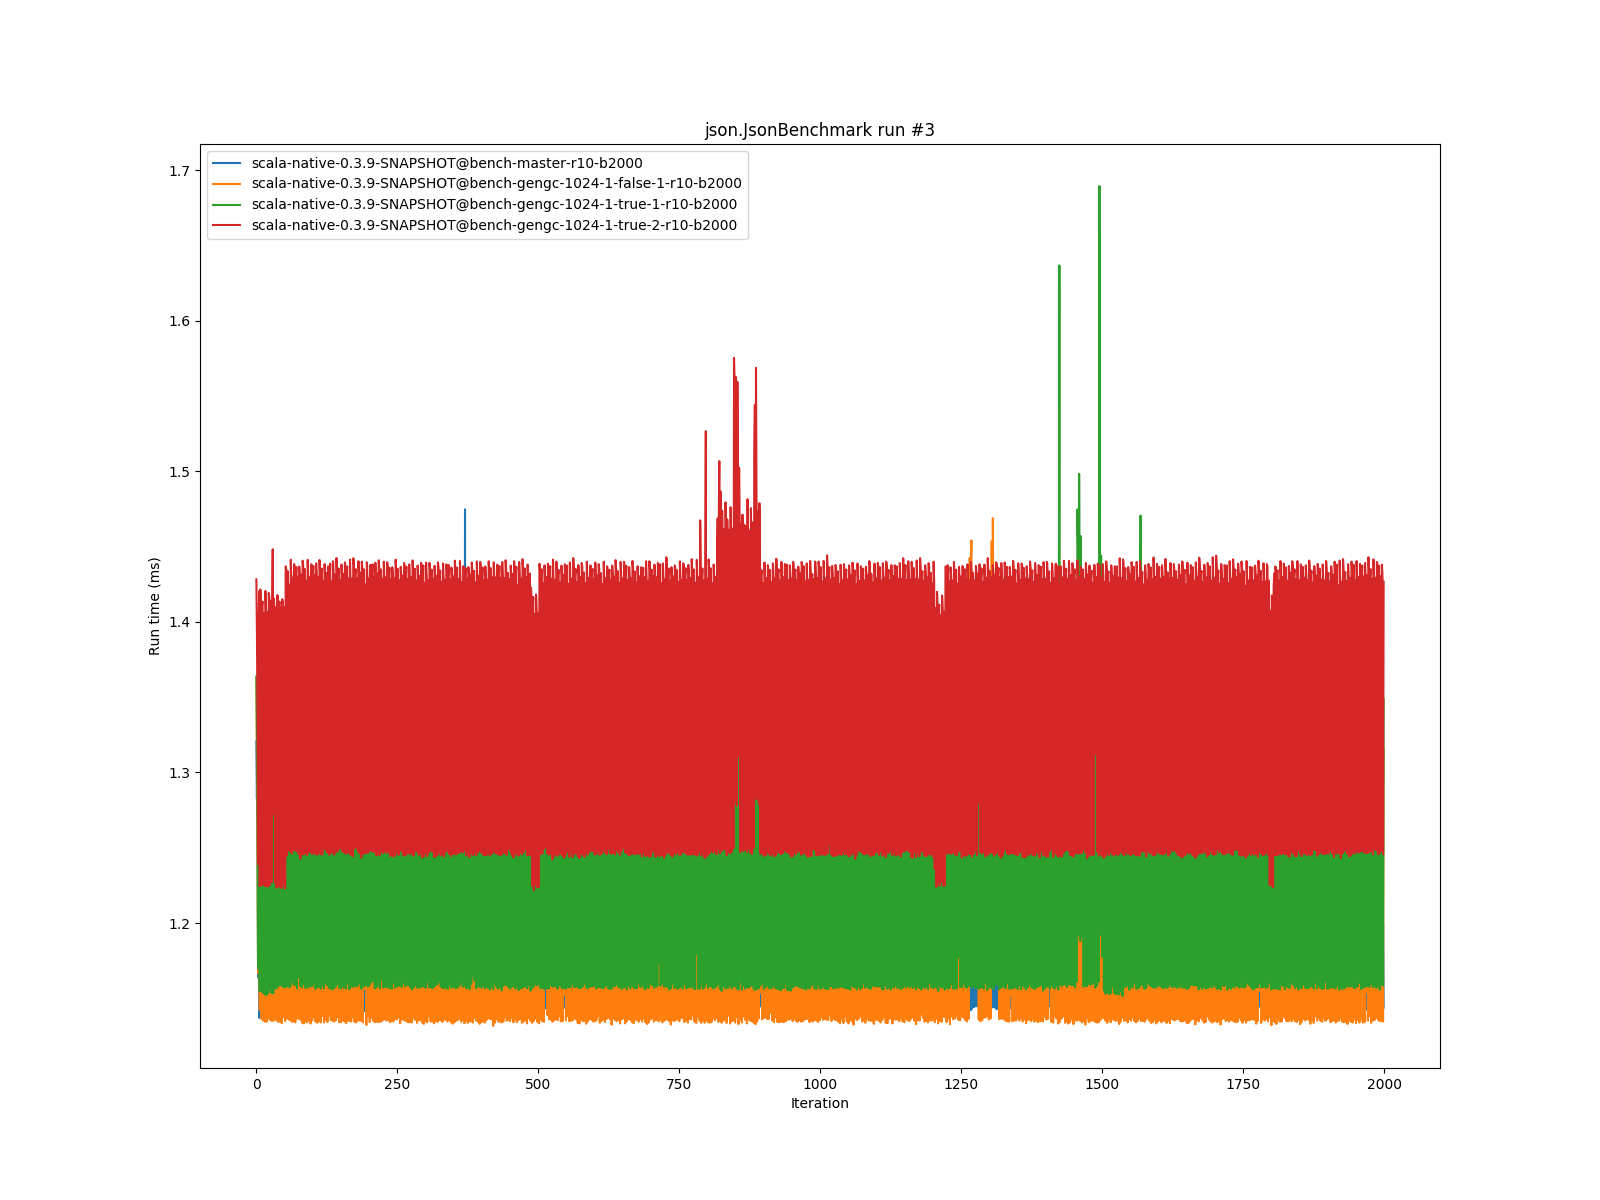 json.JsonBenchmark run #3
scala-native-0.3.9-SNAPSHOT@bench-master-r10-b2000
scala-native-0.3.9-SNAPSHOT@bench-gengc-1024-1-false-1-r10-b2000
scala-native-0.3.9-SNAPSHOT@bench-gengc-1024-1-true-1-r10-b2000
scala-native-0.3.9-SNAPSHOT@bench-gengc-1024-1-true-2-r10-b2000
1.7
1.6
1.5
1.4
1.3
1.2
Run time (ms)
0 250 500 750 1000 1250 1500 1750 2000
Iteration